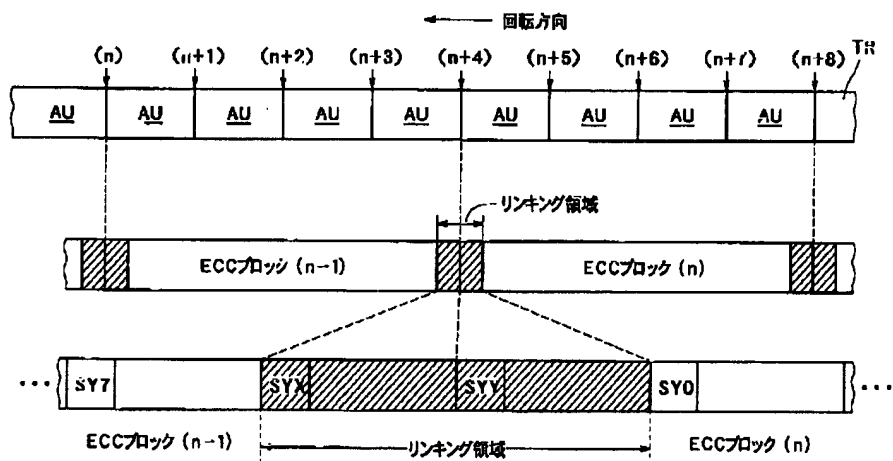 回転方向
(n) (n+1) (n+2) (n+3) (n+4) (n+5) (n+6) (n+7) (n+8) TR
AU AU AU AU AU AU AU AU AU
リンキング領域
ECCブロック(n-1) ECCブロック(n)
••• SY7 SYX SYY SY0 •••
ECCブロック(n-1) リンキング領域 ECCブロック(n)